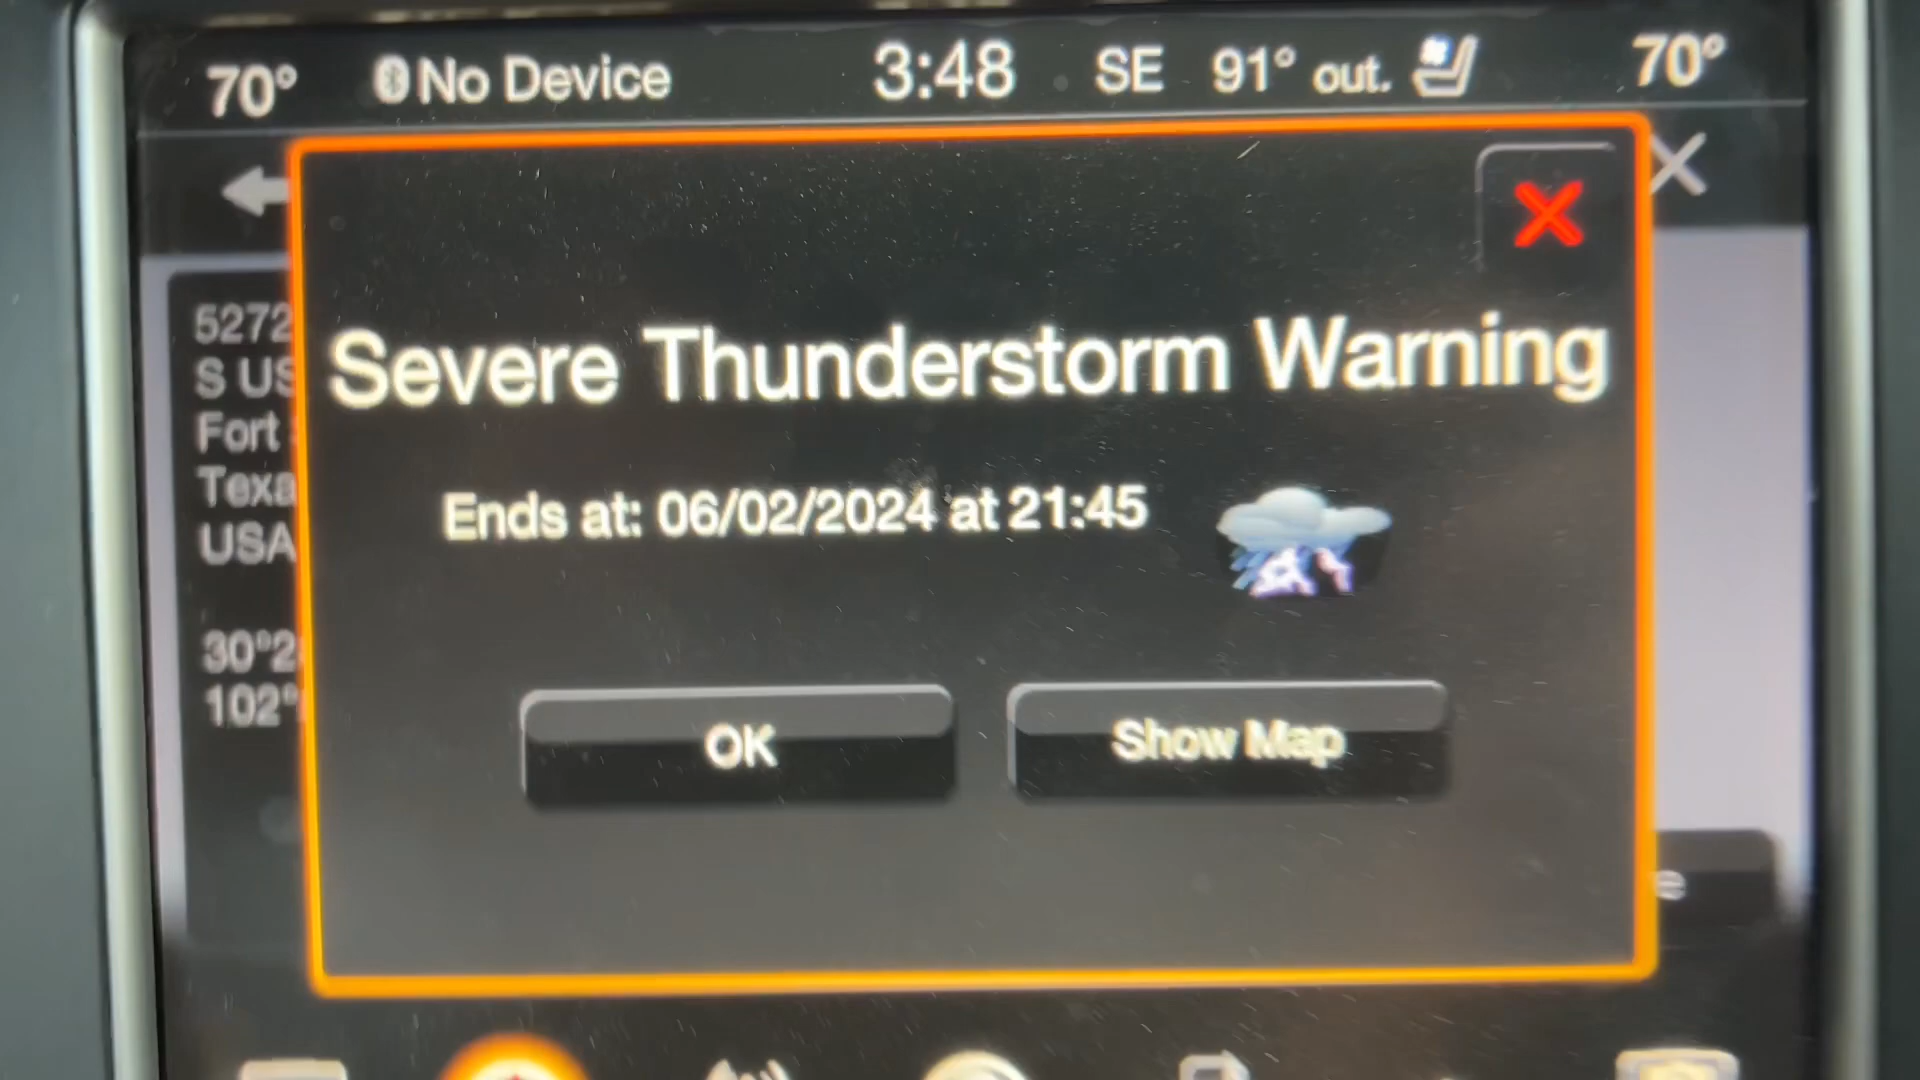 70° No Device 3:48 SE 91° out. 70°
5272
S US
Fort
Texa
USA
30°2
102°
Severe Thunderstorm Warning
Ends at: 06/02/2024 at 21:45
OK Show Map
e